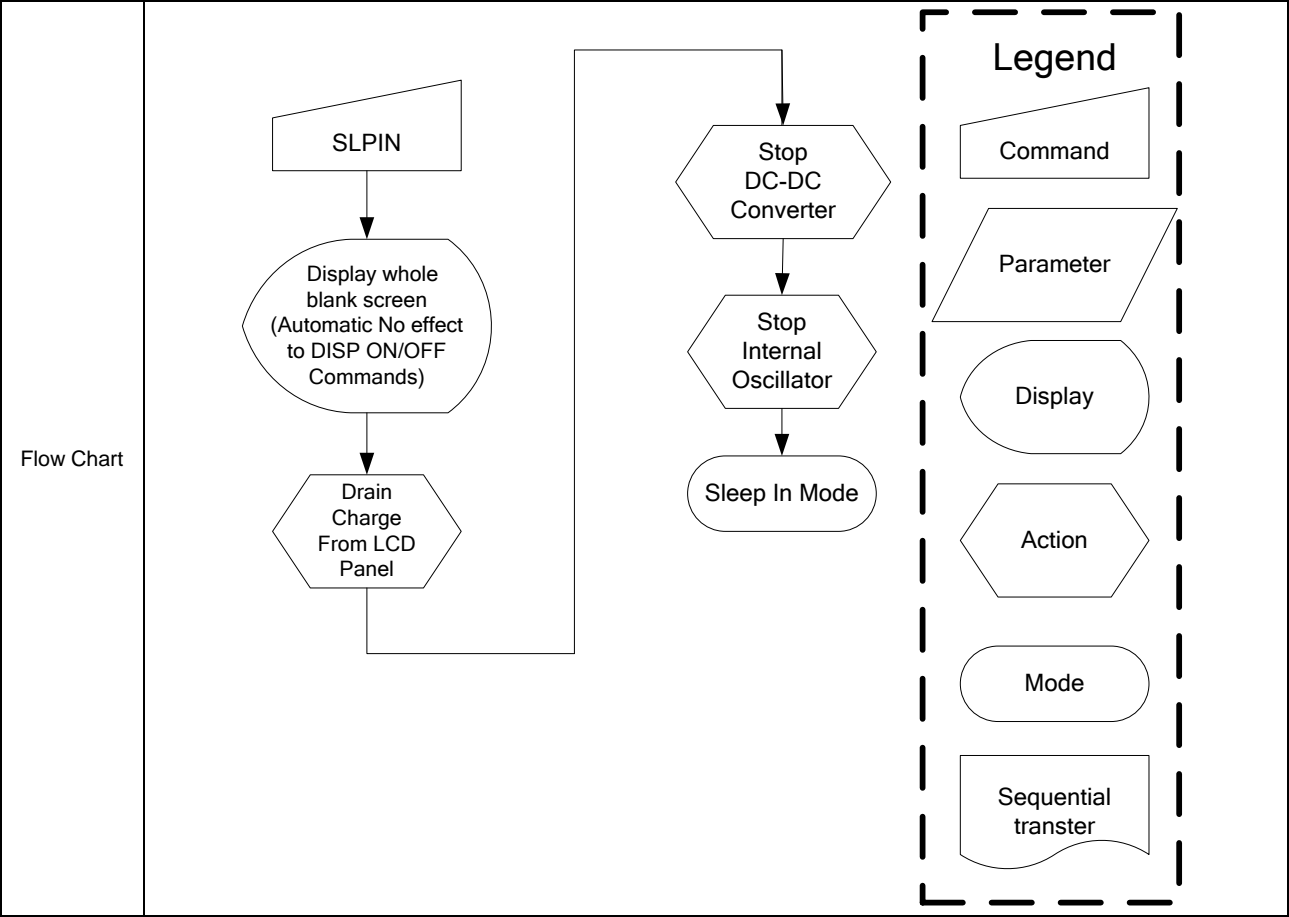 Flow Chart
SLPIN
Display whole
blank screen
(Automatic No effect
to DISP ON/OFF
Commands)
Drain
Charge
From LCD
Panel
Stop
DC-DC
Converter
Stop
Internal
Oscillator
Sleep In Mode
Legend
Command
Parameter
Display
Action
Mode
Sequential
transter